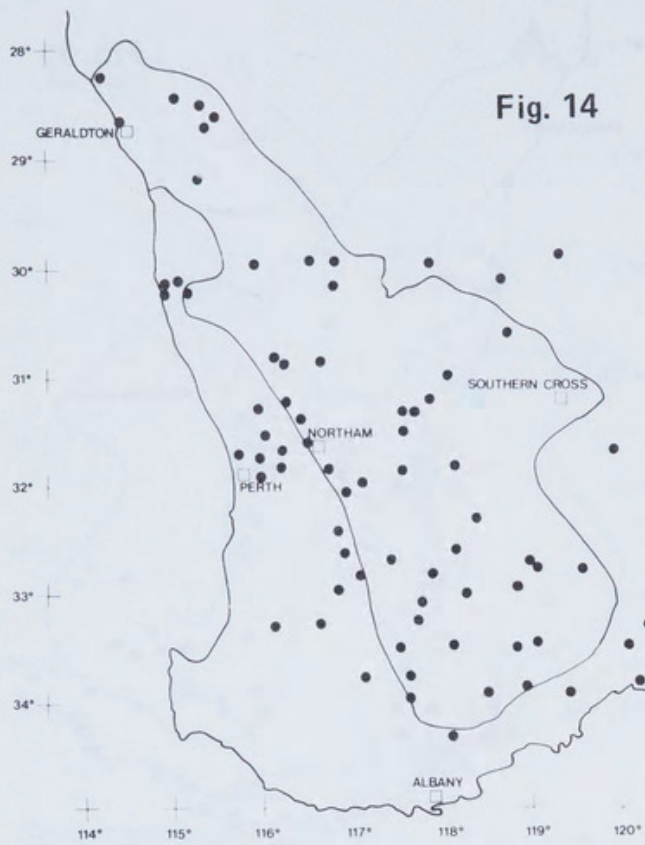 28°
Fig. 14
GERALDTON
29°
30°
31°
SOUTHERN CROSS
NORTHAM
32°
PERTH
33°
34°
ALBANY
114° 115° 116° 117° 118° 119° 120°